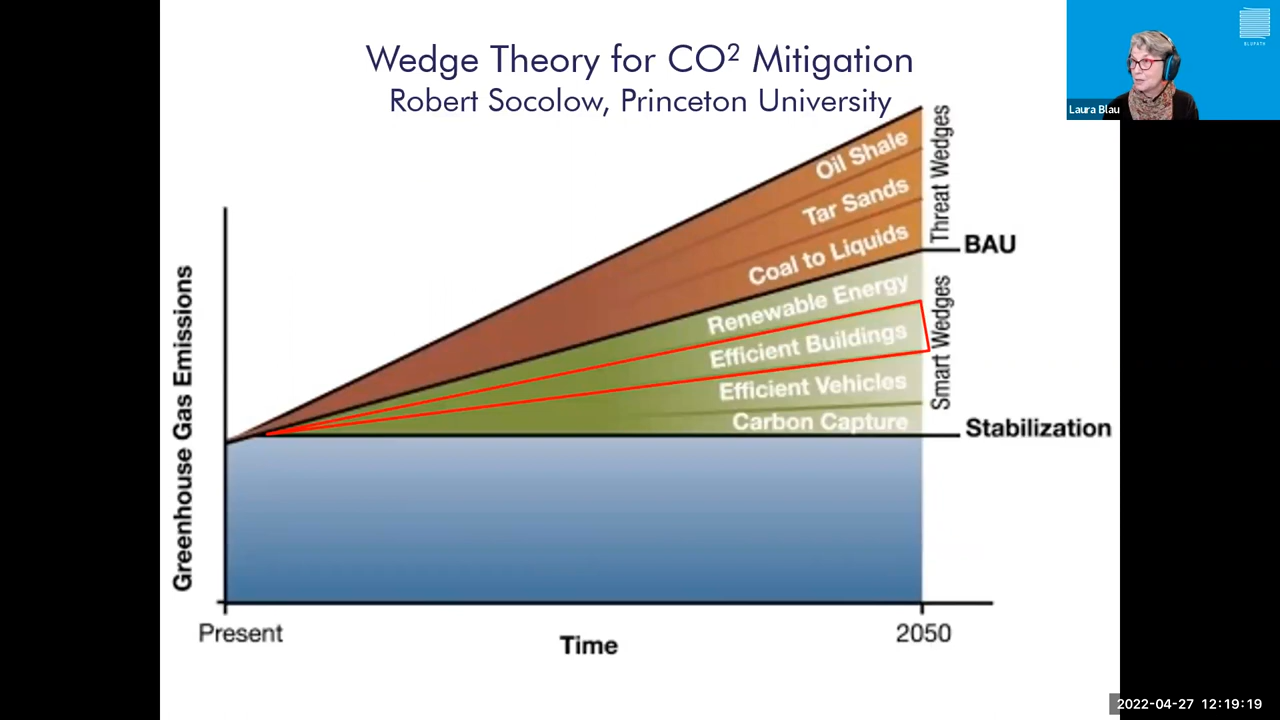 Wedge Theory for CO² Mitigation
Robert Socolow, Princeton University
Laura Blau
BLUPATH
Oil Shale
Tar Sands
Coal to Liquids
Threat Wedges
BAU
Renewable Energy
Efficient Buildings
Efficient Vehicles
Carbon Capture
Smart Wedges
Stabilization
Greenhouse Gas Emissions
Present
Time
2050
2022-04-27 12:19:19